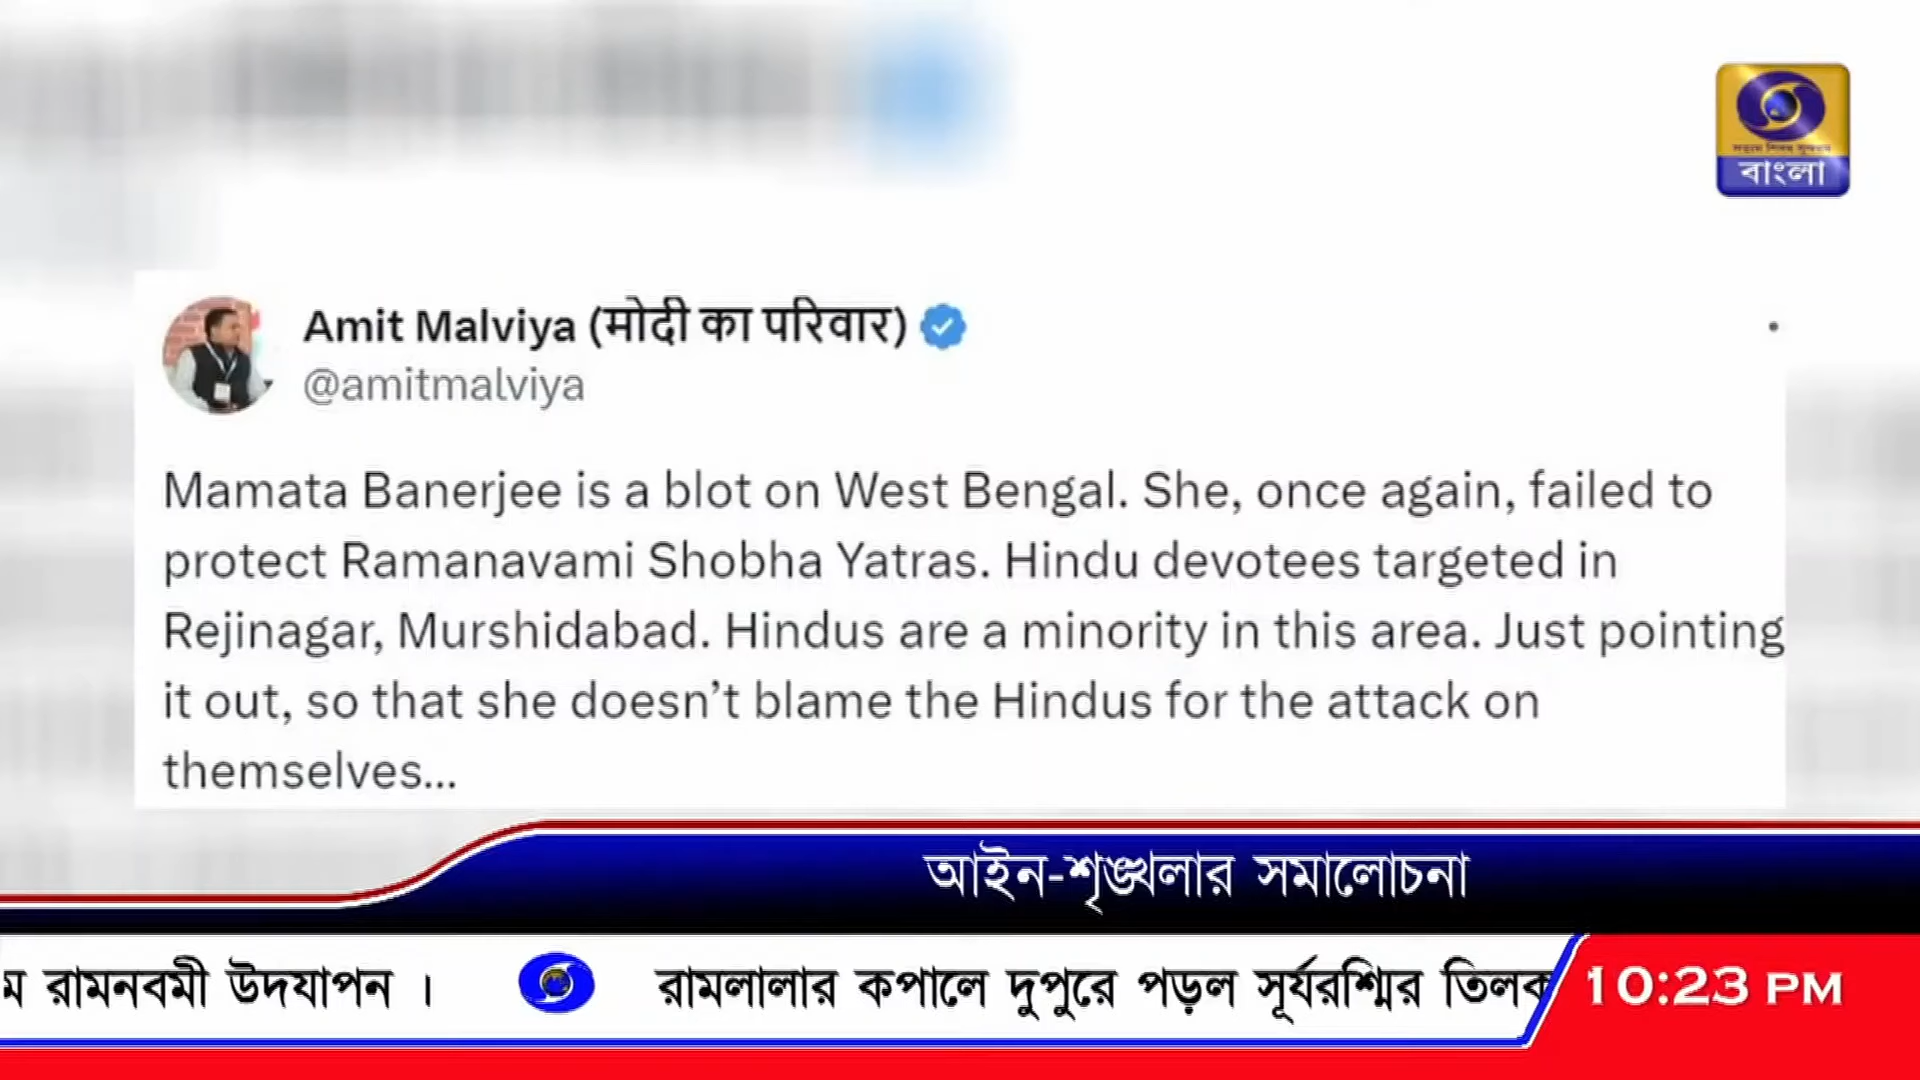 বাংলা
Amit Malviya (मोदी का परिवार)
@amitmalviya
Mamata Banerjee is a blot on West Bengal. She, once again, failed to
protect Ramanavami Shobha Yatras. Hindu devotees targeted in
Rejinagar, Murshidabad. Hindus are a minority in this area. Just pointing
it out, so that she doesn’t blame the Hindus for the attack on
themselves...
আইন-শৃঙ্খলার সমালোচনা
রামনবমী উদযাপন । রামলালার কপালে দুপুরে পড়ল সূর্যরশ্মির তিলক
10:23 PM